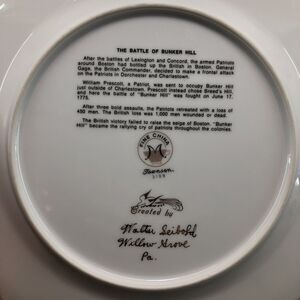 THE BATTLE OF BUNKER HILL
After the battles of Lexington and Concord, the armed Patriots
around Boston had bottled up the British in Boston. General
Gage, the British Commander, decided to make a frontal attack
on the Patriots in Dorchester and Charlestown.
William Prescott, a Patriot, was sent to occupy Bunker Hill
just outside of Charlestown. Prescott instead chose Breed's Hill,
and here the battle of "Bunker Hill" was fought on June 17,
1775.
After three bold assaults, the Patriots retreated with a loss of
450 men. The British loss was 1,000 men wounded or dead.
The British victory failed to raise the seige of Boston. "Bunker
Hill" became the rallying cry of patriots throughout the colonies.
FINE CHINA
Created by
Walter Seibold
Willow Grove
Pa.